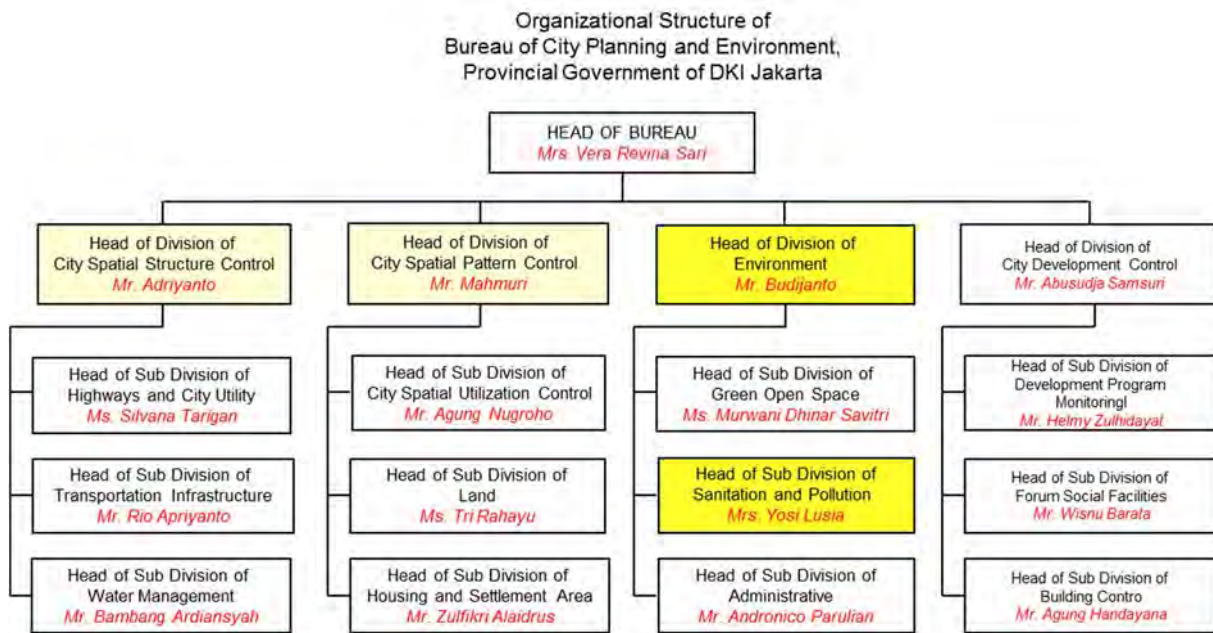 Organizational Structure of
Bureau of City Planning and Environment,
Provincial Government of DKI Jakarta
HEAD OF BUREAU
Mrs. Vera Revina Sari
Head of Division of
City Spatial Structure Control
Mr. Adriyanto
Head of Division of
City Spatial Pattern Control
Mr. Mahmuri
Head of Division of
Environment
Mr. Budijanto
Head of Division of
City Development Control
Mr. Abusudja Samsuri
Head of Sub Division of
Highways and City Utility
Ms. Silvana Tarigan
Head of Sub Division of
City Spatial Utilization Control
Mr. Agung Nugroho
Head of Sub Division of
Green Open Space
Ms. Murwani Dhinar Savitri
Head of Sub Division of
Development Program
Monitoringl
Mr. Helmy Zulhidayat
Head of Sub Division of
Transportation Infrastructure
Mr. Rio Apriyanto
Head of Sub Division of
Land
Ms. Tri Rahayu
Head of Sub Division of
Sanitation and Pollution
Mrs. Yosi Lusia
Head of Sub Division of
Forum Social Facilities
Mr. Wisnu Barata
Head of Sub Division of
Water Management
Mr. Bambang Ardiansyah
Head of Sub Division of
Housing and Settlement Area
Mr. Zulfikri Alaidrus
Head of Sub Division of
Administrative
Mr. Andronico Parulian
Head of Sub Division of
Building Contro
Mr. Agung Handayana